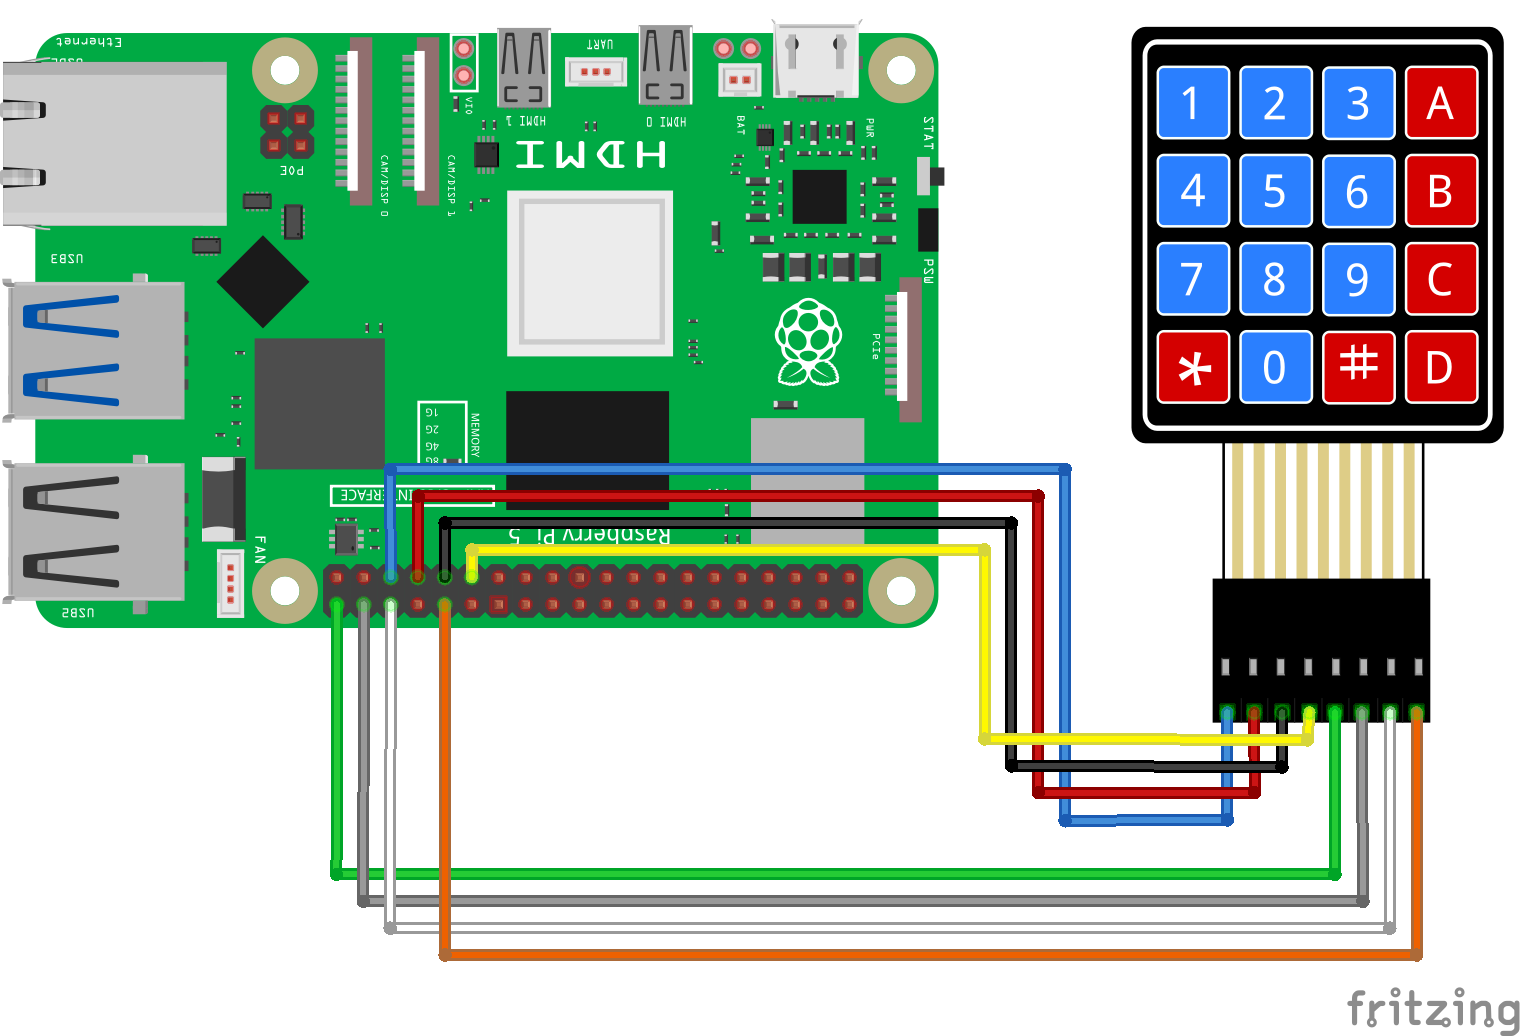 Ethernet
USB2
VIO
HDMI 1
UART
HDMI 0
BAT
PWR
STAT
POE
CAM/DISP 0
CAM/DISP 1
HDMI
USB3
PSW
PCIe
1G
2G
4G
8G
MEMORY
FAN
Raspberry Pi 5
USB2
1 2 3 A
4 5 6 B
7 8 9 C
* 0 # D
fritzing